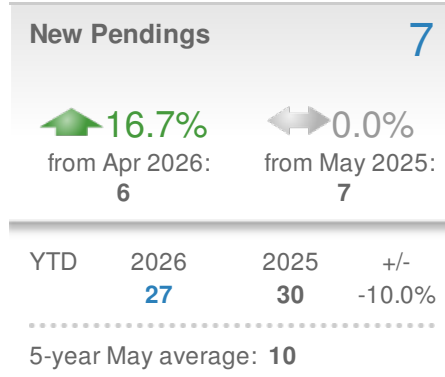 New Pendings 7
16.7% 0.0%
from Apr 2026: from May 2025:
6 7
YTD 2026 2025 +/-
27 30 -10.0%
5-year May average: 10